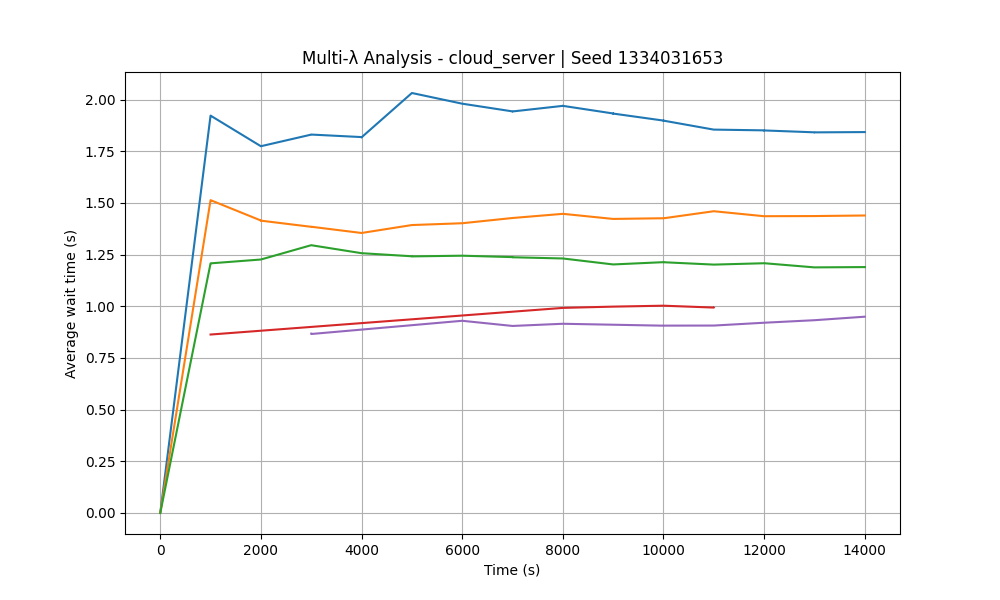 Multi-λ Analysis - cloud_server | Seed 1334031653
Average wait time (s)
2.00
1.75
1.50
1.25
1.00
0.75
0.50
0.25
0.00
0 2000 4000 6000 8000 10000 12000 14000
Time (s)